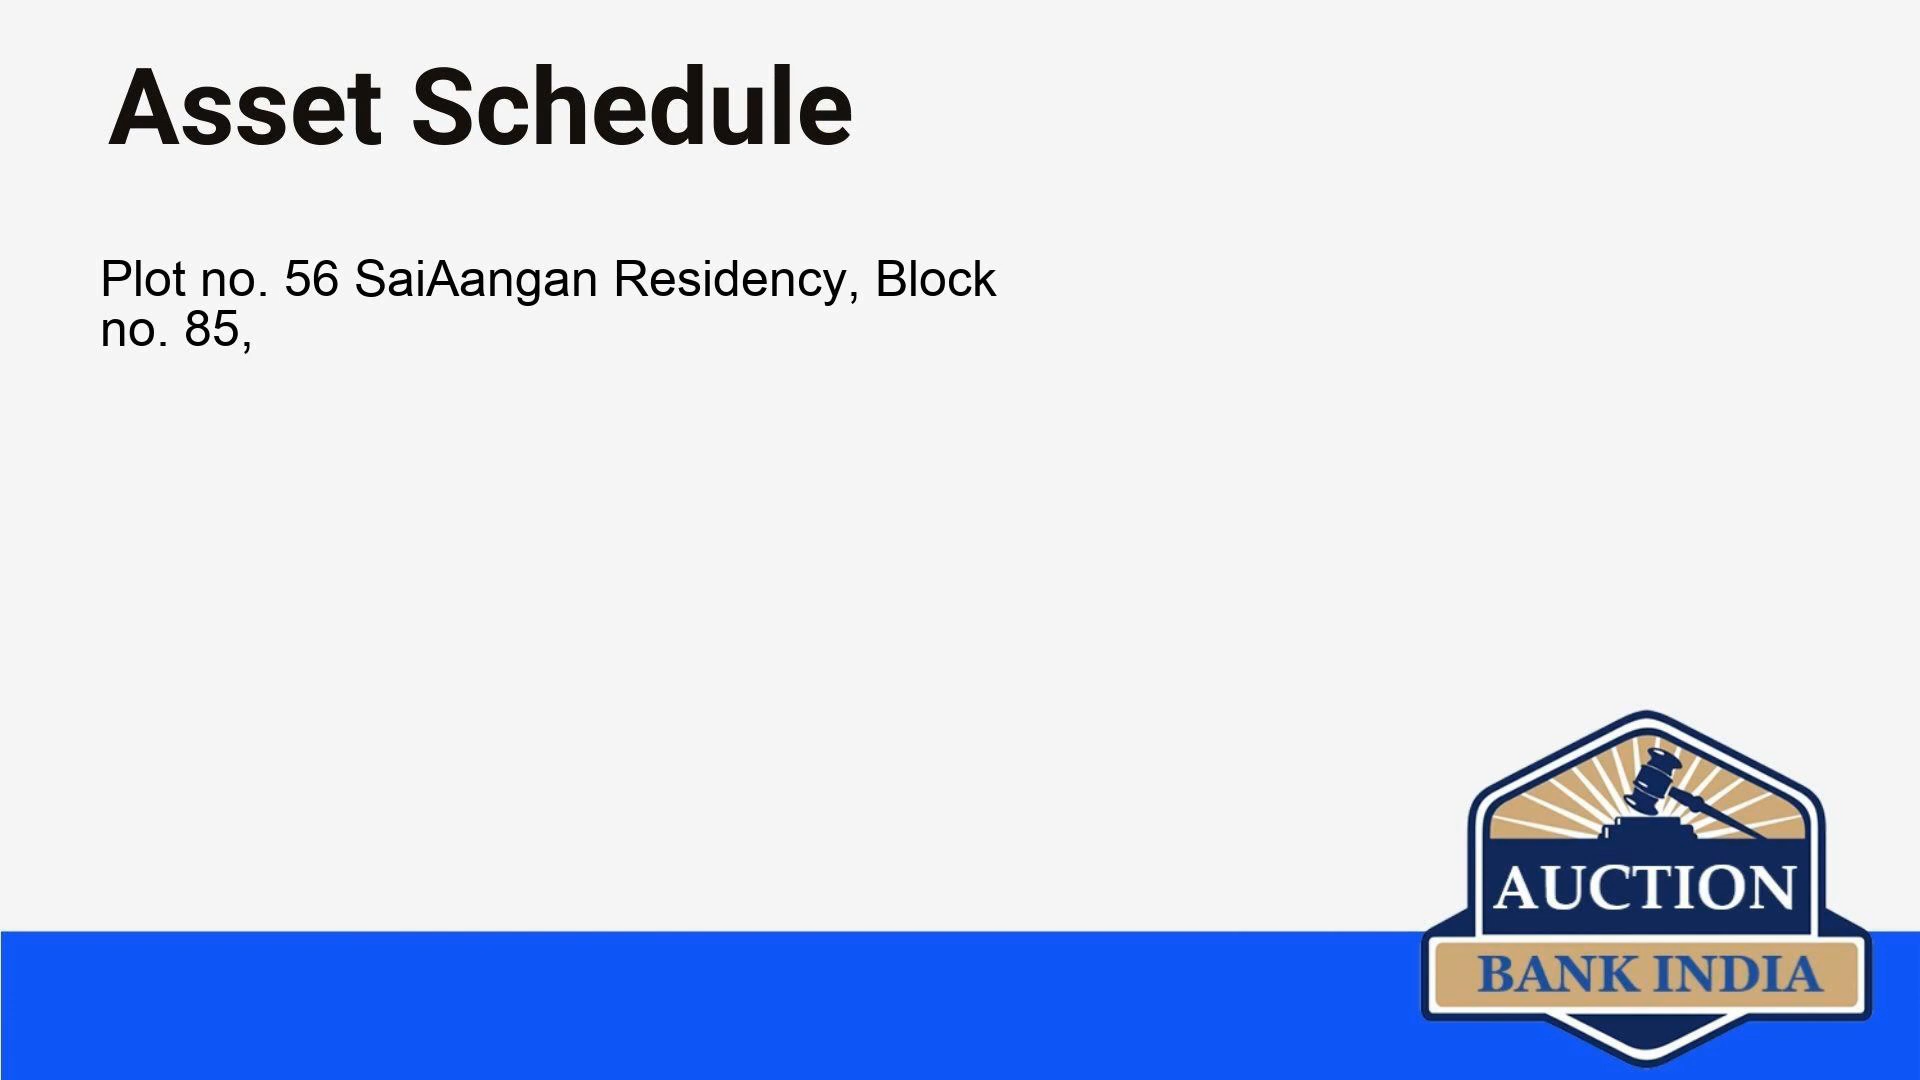 Asset Schedule
Plot no. 56 SaiAangan Residency, Block
no. 85,
AUCTION
BANK INDIA